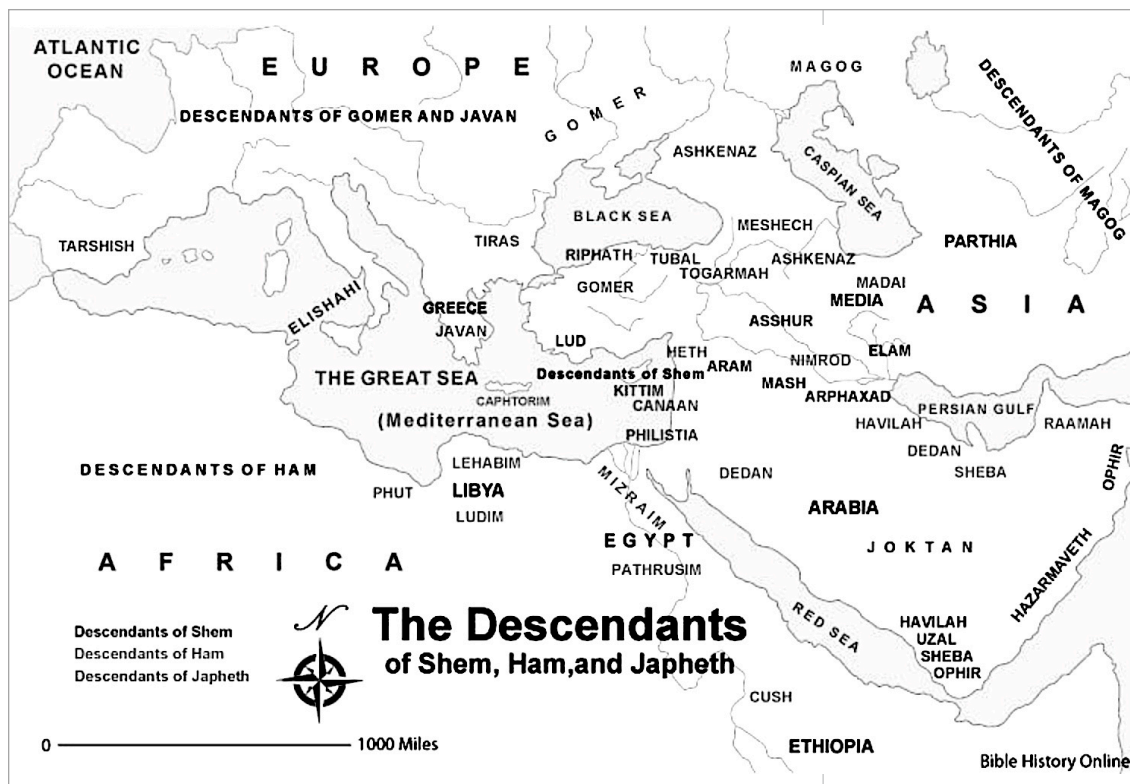 ATLANTIC
OCEAN
EUROPE
MAGOG
DESCENDANTS OF MAGOG
DESCENDANTS OF GOMER AND JAVAN
GOMER
ASHKENAZ
CASPIAN SEA
BLACK SEA
TARSHISH
TIRAS
MESHECH
PARTHIA
RIPHATH
TUBAL
ASHKENAZ
TOGARMAH
GOMER
MADAI
MEDIA
ASIA
ELISHAHI
GREECE
JAVAN
ASSHUR
LUD
HETH
ARAM
NIMROD
ELAM
THE GREAT SEA
Descendants of Shem
MASH
KITTIM
ARPHAXAD
CAPHTORIM
CANAAN
PERSIAN GULF
(Mediterranean Sea)
HAVILAH
RAAMAH
PHILISTIA
DEDAN
DESCENDANTS OF HAM
LEHABIM
DEDAN
SHEBA
OPHIR
PHUT
LIBYA
MIZRAIM
ARABIA
LUDIM
EGYPT
JOKTAN
AFRICA
PATHRUSIM
HAZARMAVETH
RED SEA
HAVILAH
UZAL
SHEBA
OPHIR
N
The Descendants
of Shem, Ham,and Japheth
Descendants of Shem
Descendants of Ham
Descendants of Japheth
CUSH
ETHIOPIA
0 1000 Miles
Bible History Online